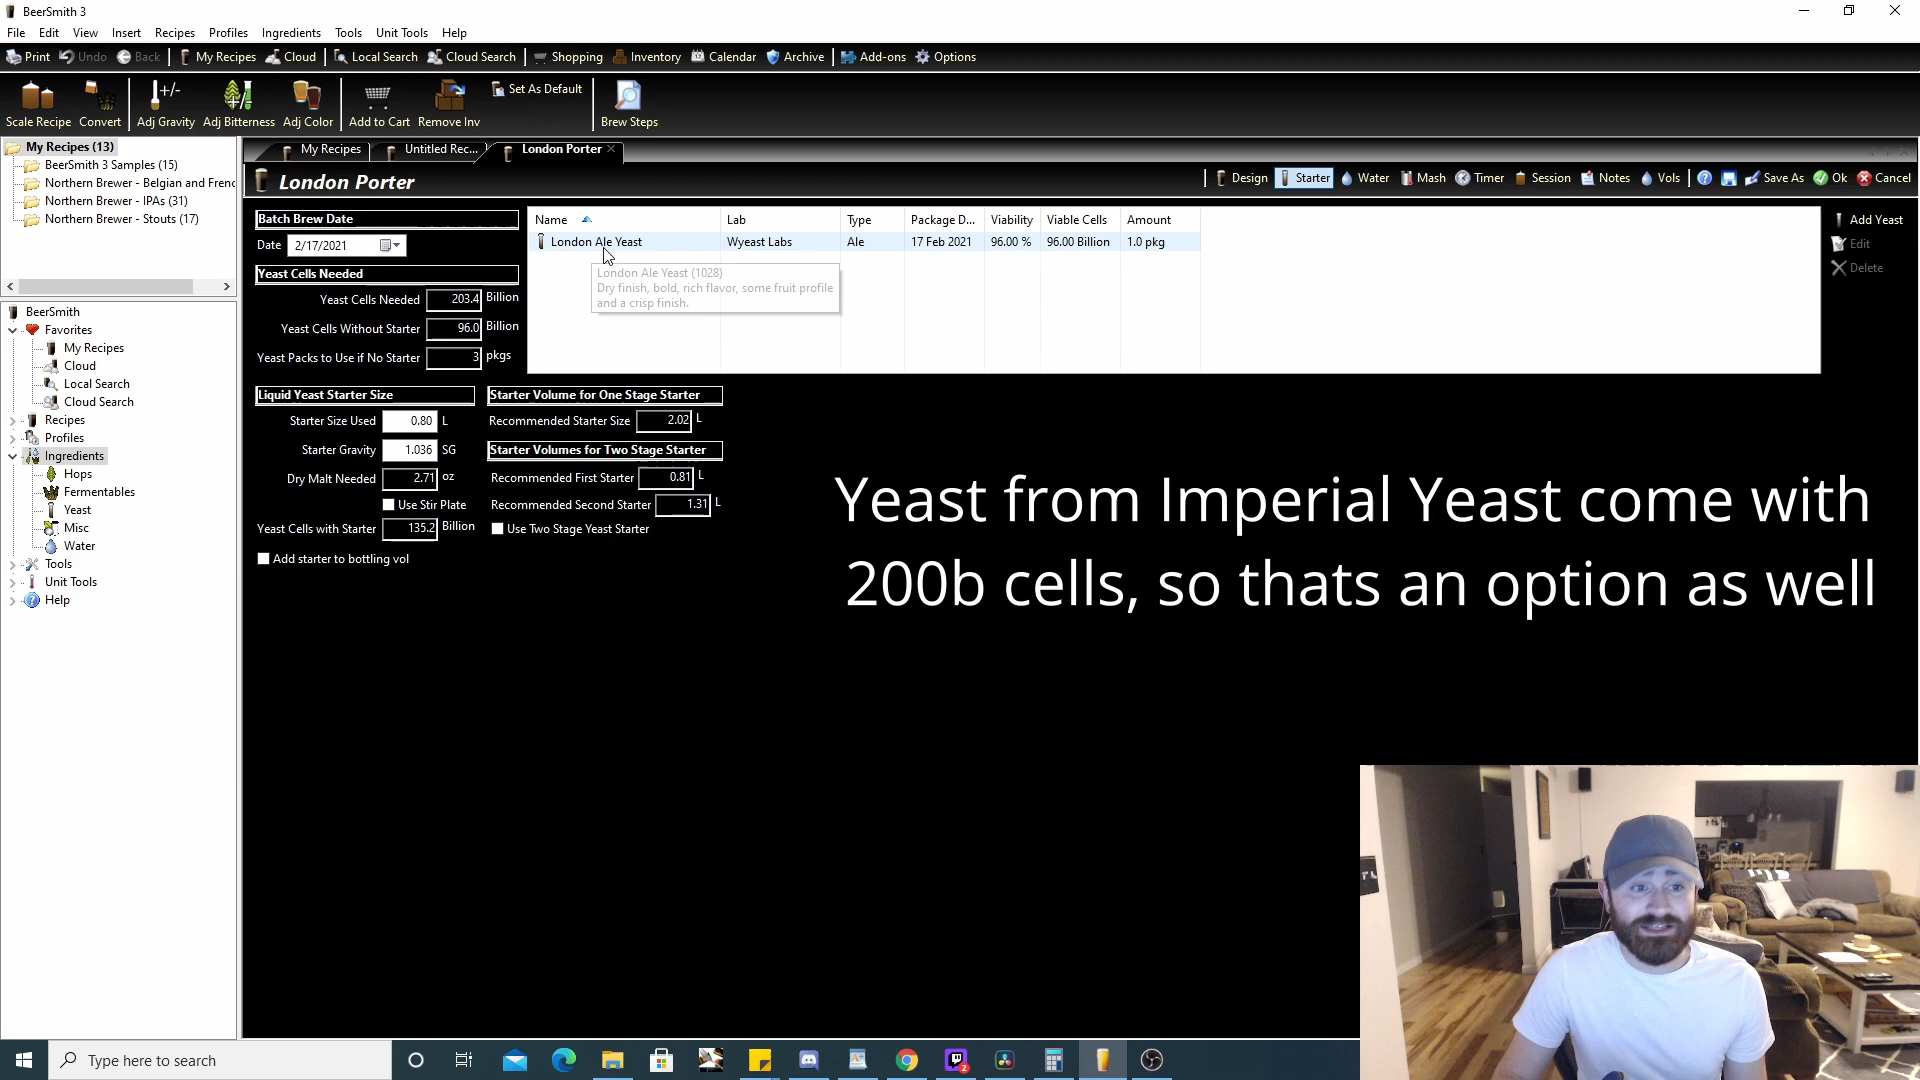 BeerSmith 3
File Edit View Insert Recipes Profiles Ingredients Tools Unit Tools Help
Print Undo Back My Recipes Cloud Local Search Cloud Search Shopping Inventory Calendar Archive Add-ons Options
Scale Recipe Convert Adj Gravity Adj Bitterness Adj Color Add to Cart Remove Inv Set As Default Brew Steps
My Recipes (13)
BeerSmith 3 Samples (15)
Northern Brewer - Belgian and Frenc
Northern Brewer - IPAs (31)
Northern Brewer - Stouts (17)
BeerSmith
Favorites
My Recipes
Cloud
Local Search
Cloud Search
Recipes
Profiles
Ingredients
Hops
Fermentables
Yeast
Misc
Water
Tools
Unit Tools
Help
My Recipes Untitled Rec... London Porter
London Porter
Design Starter Water Mash Timer Session Notes Vols Save As Ok Cancel
Batch Brew Date
Date 2/17/2021
Yeast Cells Needed
Yeast Cells Needed 203.4 Billion
Yeast Cells Without Starter 96.0 Billion
Yeast Packs to Use if No Starter 3 pkgs
Name Lab Type Package D... Viability Viable Cells Amount
London Ale Yeast Wyeast Labs Ale 17 Feb 2021 96.00 % 96.00 Billion 1.0 pkg
London Ale Yeast (1028)
Dry finish, bold, rich flavor, some fruit profile
and a crisp finish.
Add Yeast
Edit
Delete
Liquid Yeast Starter Size
Starter Size Used 0.80 L
Starter Gravity 1.036 SG
Dry Malt Needed 2.71 oz
Use Stir Plate
Yeast Cells with Starter 135.2 Billion
Add starter to bottling vol
Starter Volume for One Stage Starter
Recommended Starter Size 2.02 L
Starter Volumes for Two Stage Starter
Recommended First Starter 0.81 L
Recommended Second Starter 1.31 L
Use Two Stage Yeast Starter
Yeast from Imperial Yeast come with
200b cells, so thats an option as well
Type here to search
2